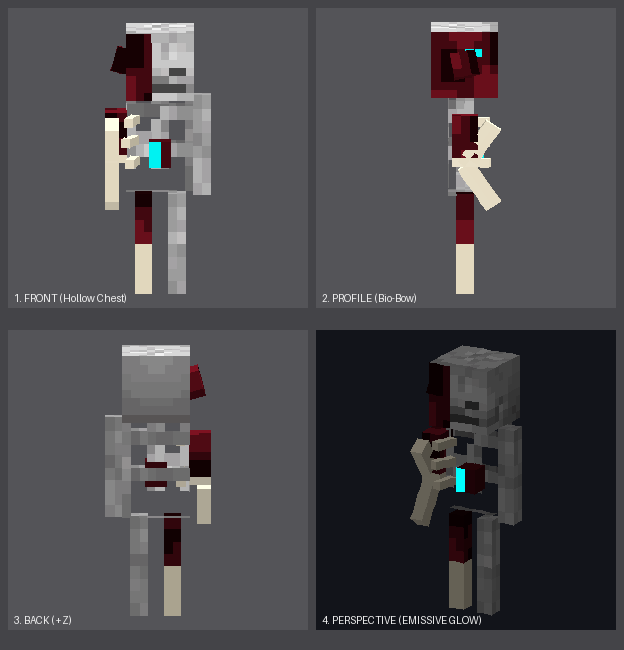 1. FRONT (Hollow Chest)
2. PROFILE (Bio-Bow)
3. BACK (+Z)
4. PERSPECTIVE (EMISSIVE GLOW)